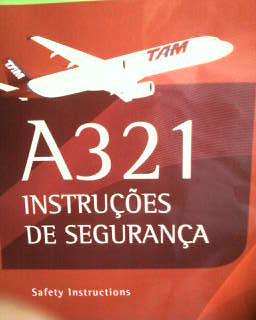 TAM
TAM
A321
INSTRUÇÕES
DE SEGURANÇA
Safety Instructions